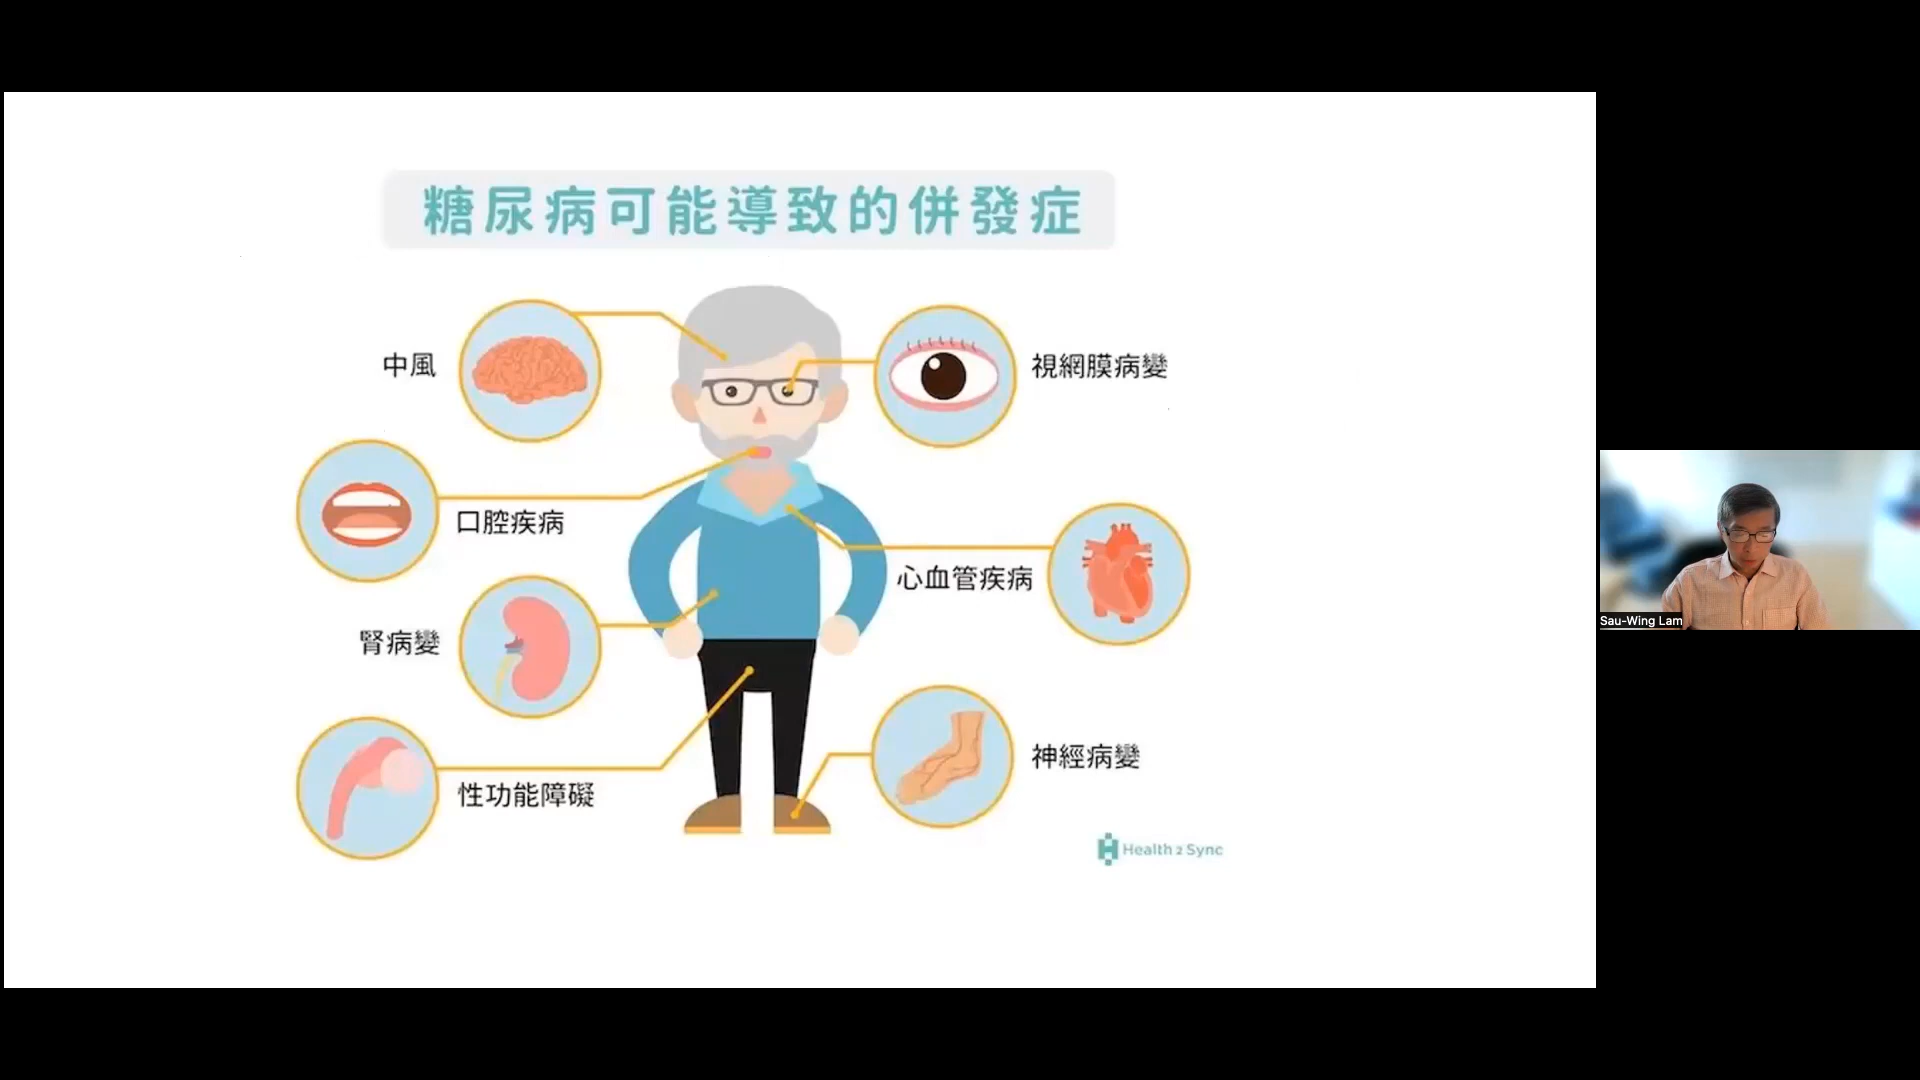 糖尿病可能導致的併發症
中風
視網膜病變
口腔疾病
心血管疾病
腎病變
性功能障礙
神經病變
Health2Sync
Sau-Wing Lam